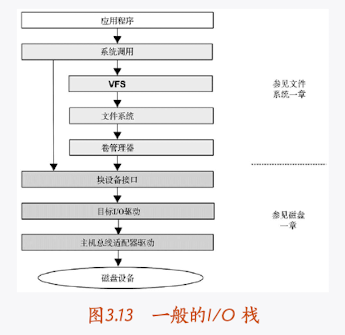 应用程序
系统调用
VFS
文件系统
卷管理器
块设备接口
目标I/O驱动
主机总线适配器驱动
磁盘设备
参见文件
系统一章
参见磁盘
一章
图3.13 一般的I/O 栈